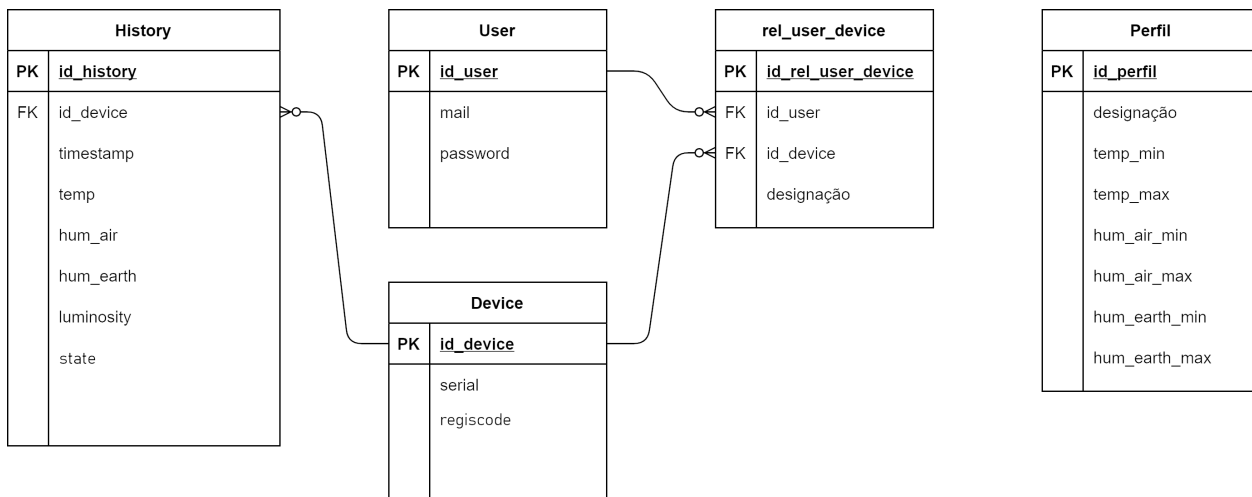 History
PK id_history
FK id_device
timestamp
temp
hum_air
hum_earth
luminosity
state
User
PK id_user
mail
password
rel_user_device
PK id_rel_user_device
FK id_user
FK id_device
designação
Device
PK id_device
serial
regiscode
Perfil
PK id_perfil
designação
temp_min
temp_max
hum_air_min
hum_air_max
hum_earth_min
hum_earth_max